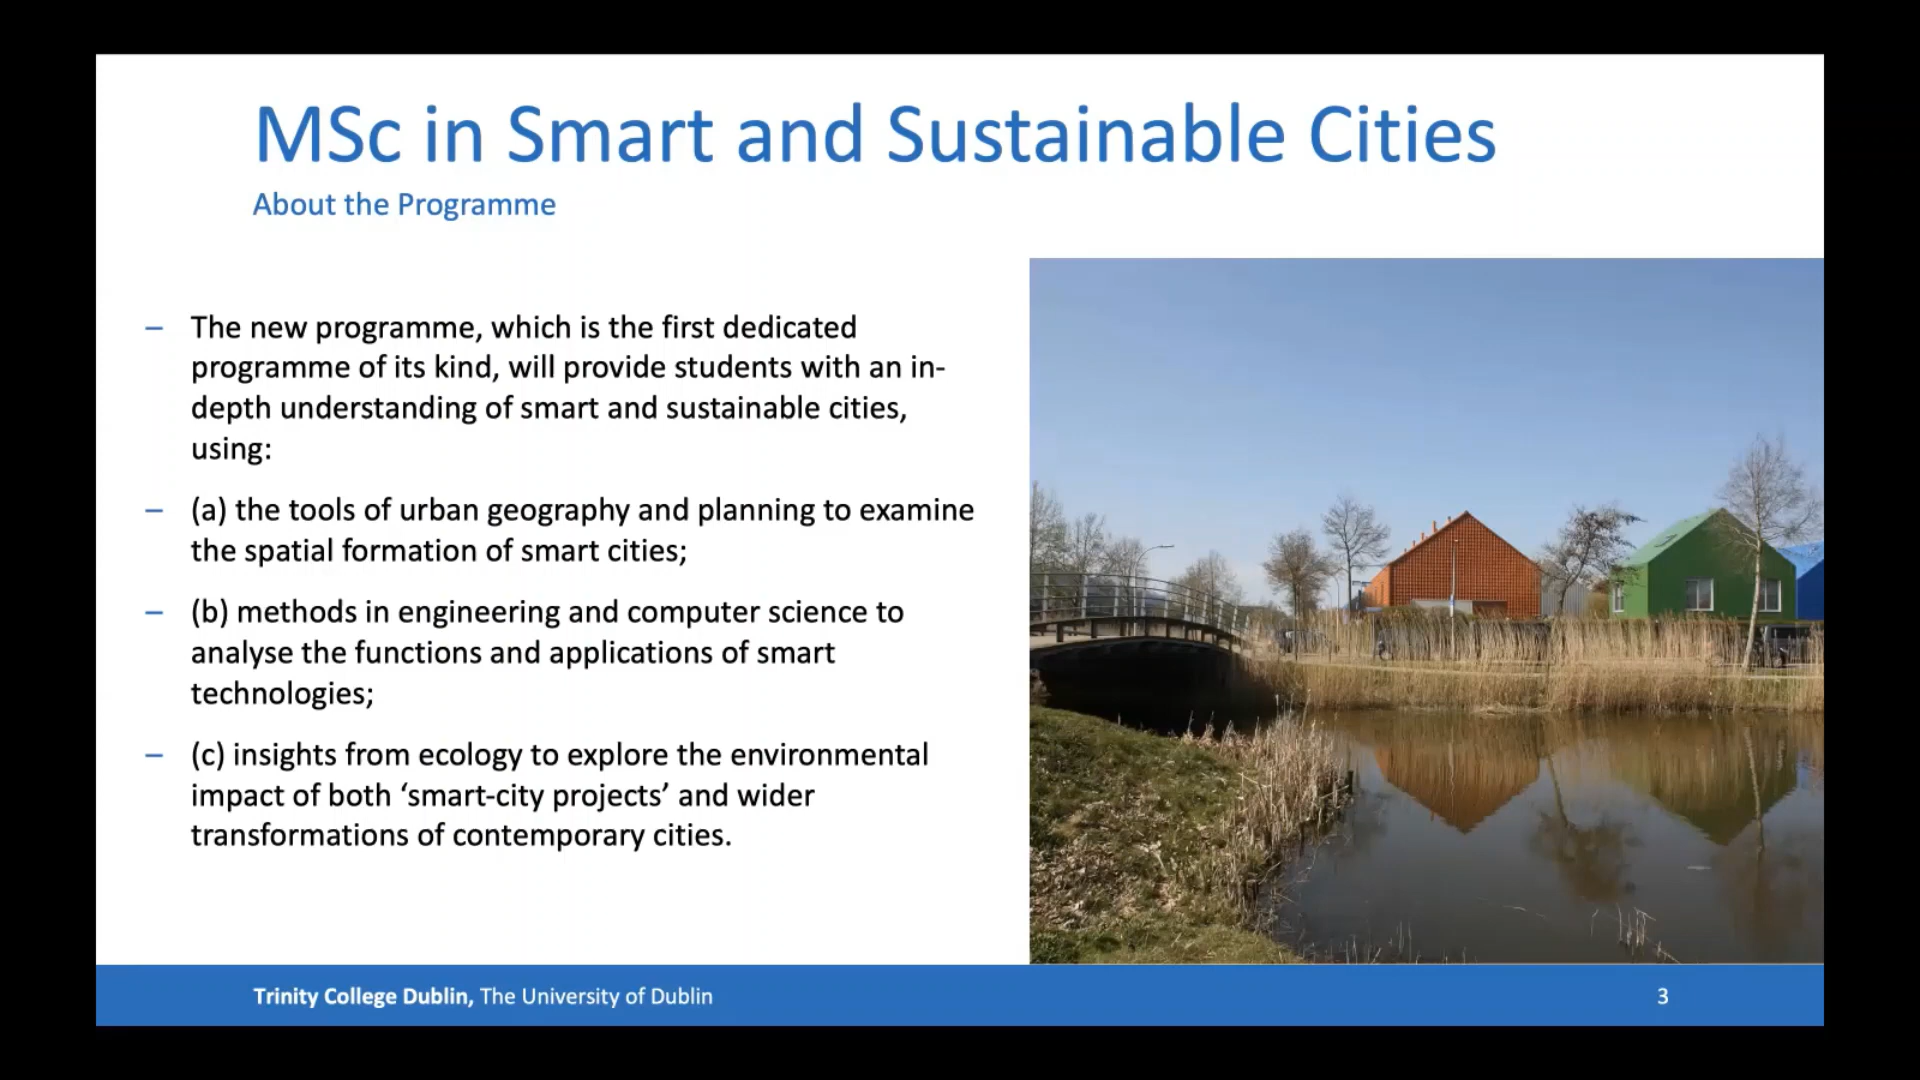 MSc in Smart and Sustainable Cities
About the Programme
– The new programme, which is the first dedicated
programme of its kind, will provide students with an in-
depth understanding of smart and sustainable cities,
using:
– (a) the tools of urban geography and planning to examine
the spatial formation of smart cities;
– (b) methods in engineering and computer science to
analyse the functions and applications of smart
technologies;
– (c) insights from ecology to explore the environmental
impact of both ‘smart-city projects’ and wider
transformations of contemporary cities.
Trinity College Dublin, The University of Dublin
3